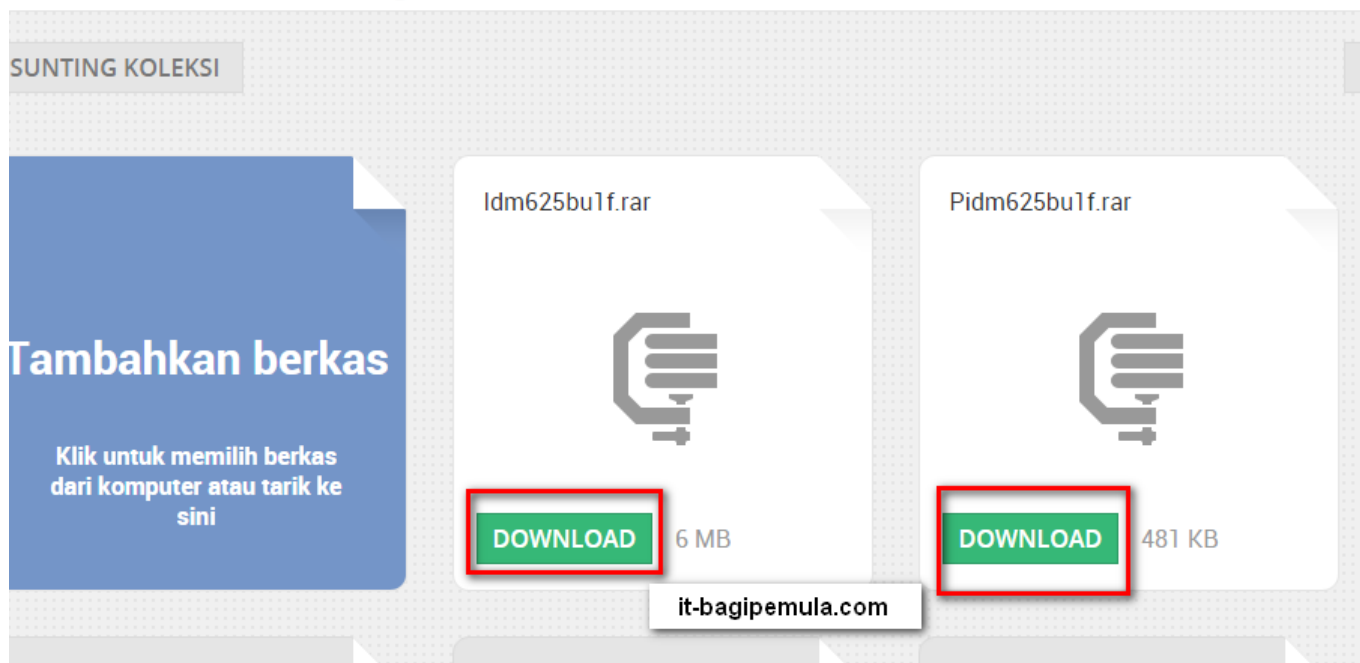 SUNTING KOLEKSI
Tambahkan berkas
Klik untuk memilih berkas
dari komputer atau tarik ke
sini
Idm625bu1f.rar
DOWNLOAD 6 MB
Pidm625bu1f.rar
DOWNLOAD 481 KB
it-bagipemula.com